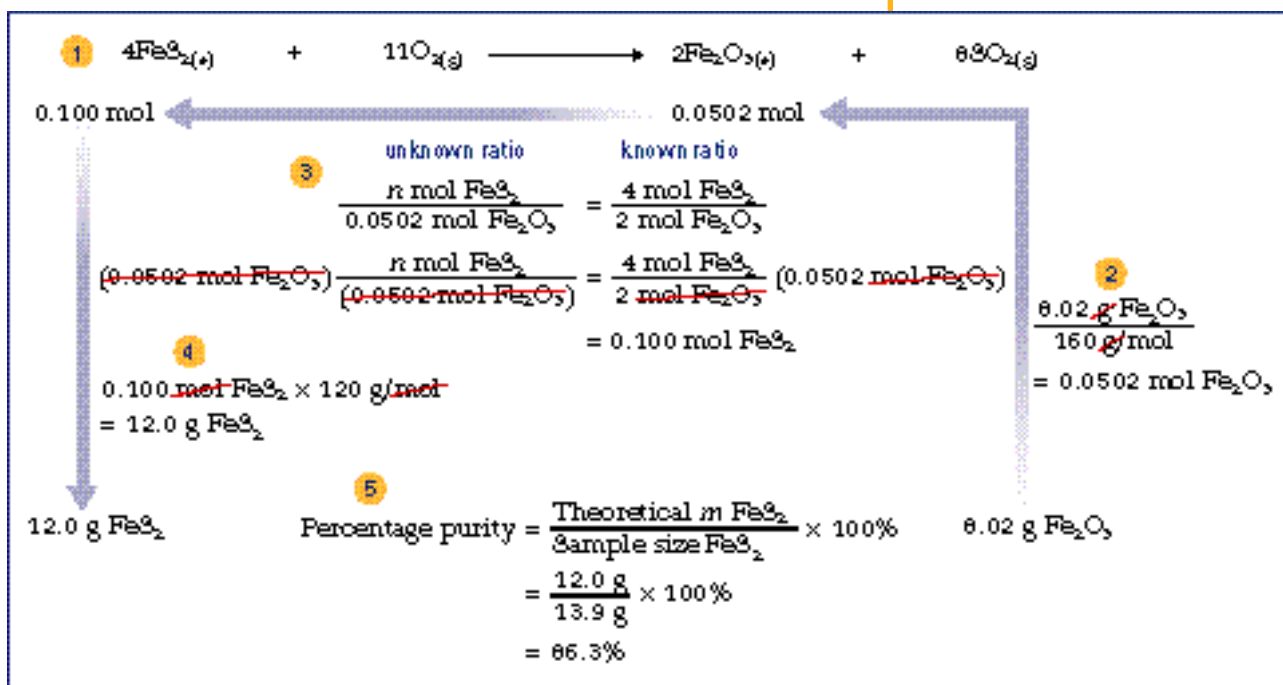 1 4FeS₂₍ₛ₎ + 11O₂₍g₎ → 2Fe₂O₃₍ₛ₎ + 8SO₂₍g₎
0.100 mol 0.0502 mol
unknown ratio known ratio
3
n mol FeS₂ / 0.0502 mol Fe₂O₃ = 4 mol FeS₂ / 2 mol Fe₂O₃
(0.0502 mol Fe₂O₃) n mol FeS₂ / (0.0502 mol Fe₂O₃) = 4 mol FeS₂ / 2 mol Fe₂O₃ (0.0502 mol Fe₂O₃)
= 0.100 mol FeS₂
2
8.02 g Fe₂O₃ / 160 g/mol
= 0.0502 mol Fe₂O₃
4
0.100 mol FeS₂ × 120 g/mol
= 12.0 g FeS₂
5
12.0 g FeS₂ Percentage purity = Theoretical m FeS₂ / Sample size FeS₂ × 100% 8.02 g Fe₂O₃
= 12.0 g / 13.9 g × 100%
= 86.3%